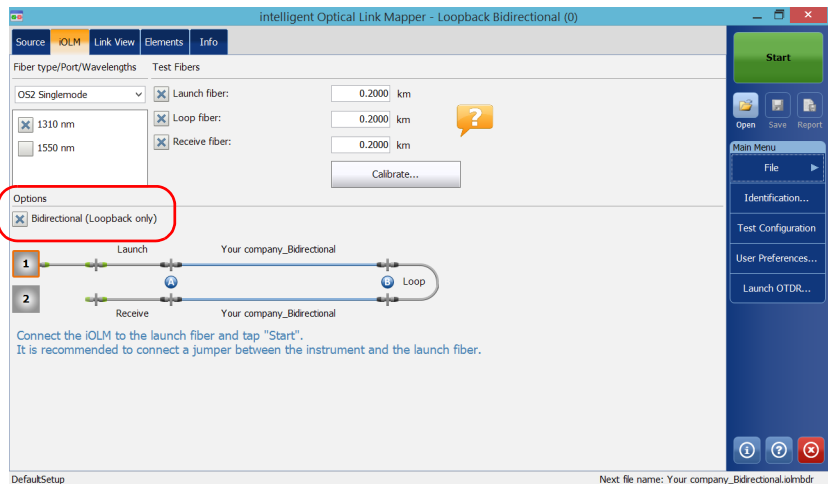 intelligent Optical Link Mapper - Loopback Bidirectional (0)
Source iOLM Link View Elements Info
Fiber type/Port/Wavelengths Test Fibers
OS2 Singlemode
Launch fiber: 0.2000 km
1310 nm
Loop fiber: 0.2000 km
?
1550 nm
Receive fiber: 0.2000 km
Calibrate...
Options
Bidirectional (Loopback only)
Launch Your company_Bidirectional
1
A B Loop
2
Receive Your company_Bidirectional
Connect the iOLM to the launch fiber and tap "Start".
It is recommended to connect a jumper between the instrument and the launch fiber.
Start
Open Save Report
Main Menu
File
Identification...
Test Configuration
User Preferences...
Launch OTDR...
i ?
DefaultSetup Next file name: Your company_Bidirectional.iolmbdr